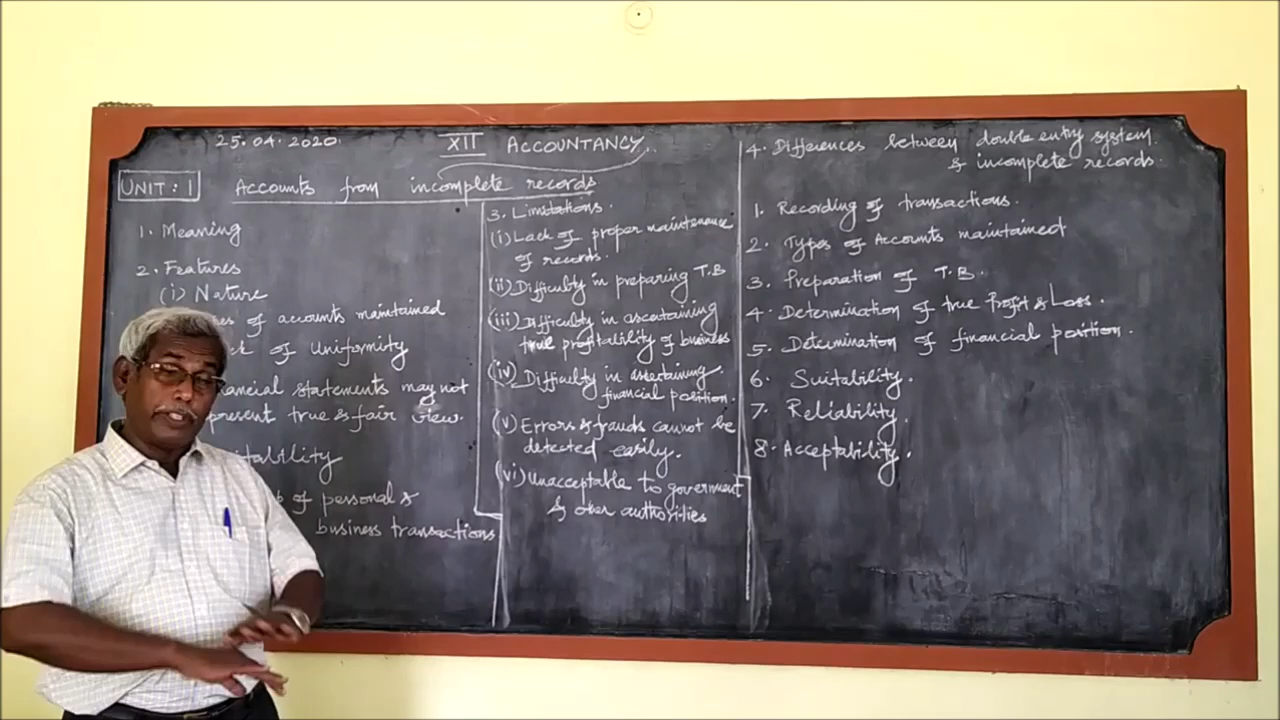 25.04.2020
XII ACCOUNTANCY
UNIT : 1 Accounts from incomplete records
1. Meaning
2. Features
(i) Nature
of accounts maintained
of Uniformity
statements may not
present true & fair view.
of personal &
business transactions
3. Limitations.
(i) Lack of proper maintenance
of records.
(ii) Difficulty in preparing T.B
(iii) Difficulty in ascertaining
true profitability of business
(iv) Difficulty in ascertaining
financial position.
(v) Errors & frauds cannot be
detected easily.
(vi) Unacceptable to government
& other authorities
4. Differences between double entry system
& incomplete records.
1. Recording of transactions.
2. Types of Accounts maintained
3. Preparation of T.B.
4. Determination of true Profit & Loss.
5. Determination of financial position.
6. Suitability.
7. Reliability.
8. Acceptability.